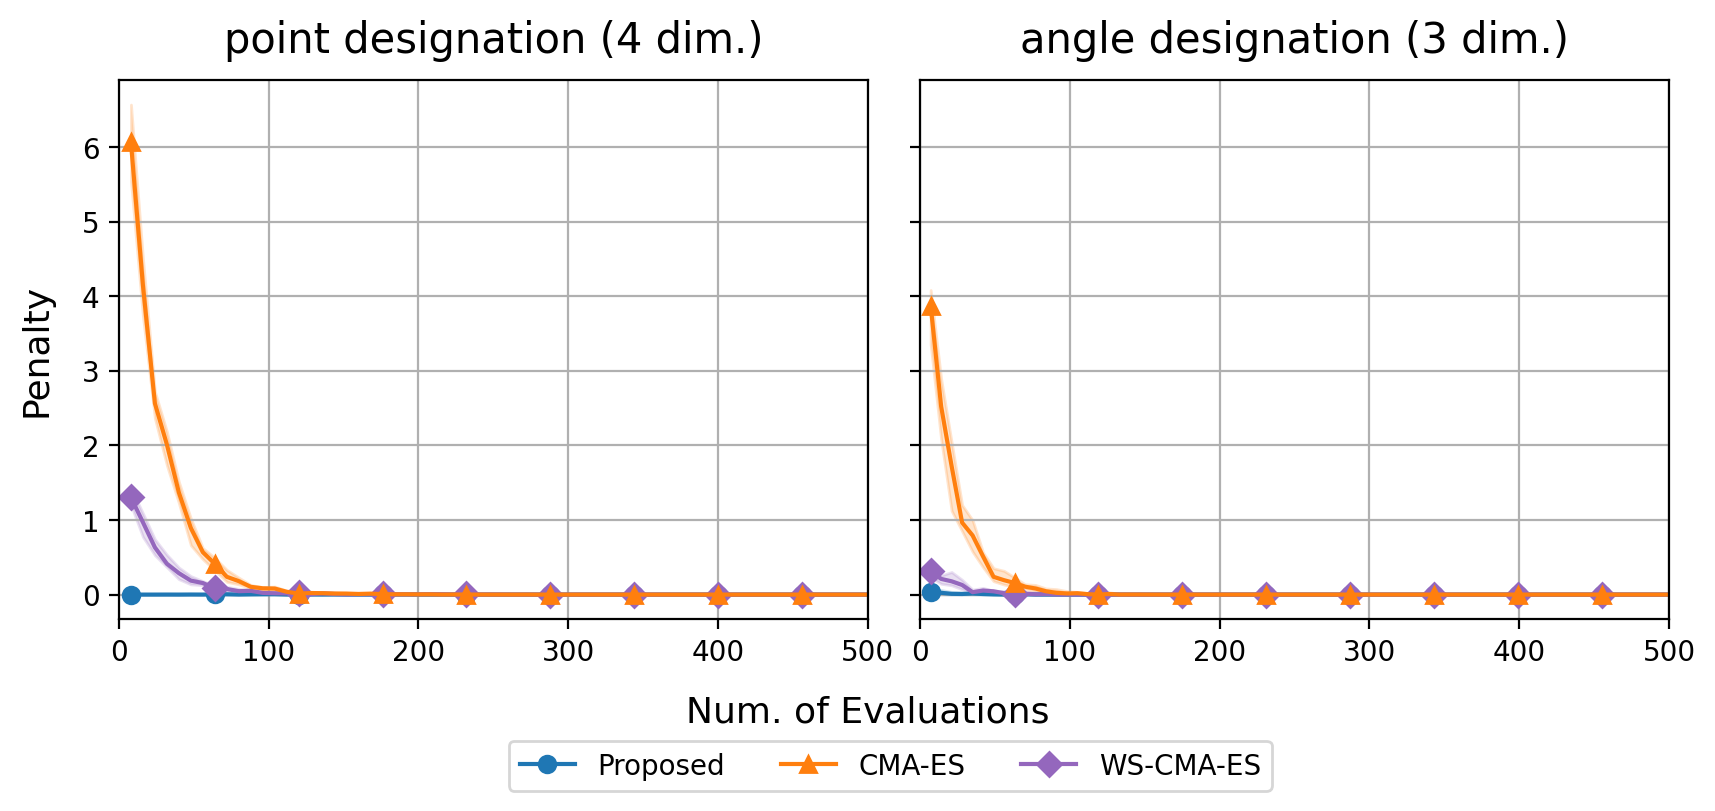 point designation (4 dim.)
angle designation (3 dim.)
Penalty
6
5
4
3
2
1
0
0 100 200 300 400 500
0 100 200 300 400 500
Num. of Evaluations
Proposed CMA-ES WS-CMA-ES